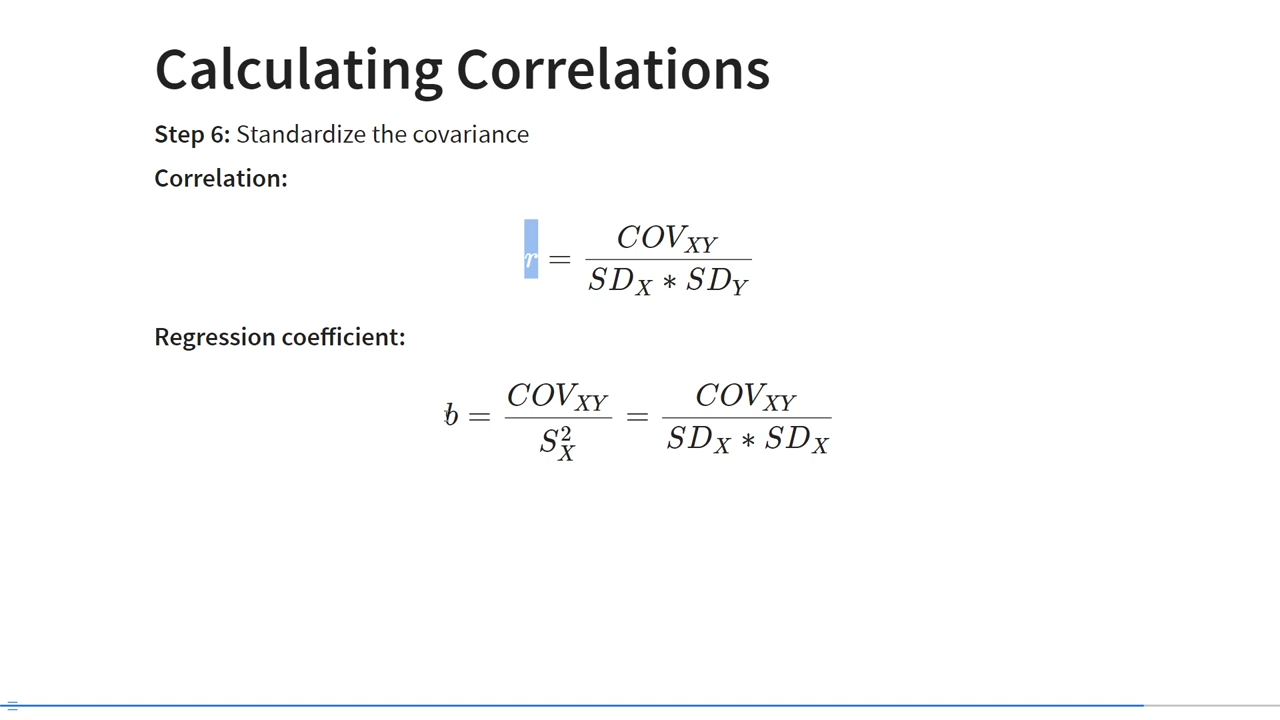 Calculating Correlations
Step 6: Standardize the covariance
Correlation:
r = COV_XY / SD_X * SD_Y
Regression coefficient:
b = COV_XY / S_X^2 = COV_XY / SD_X * SD_X